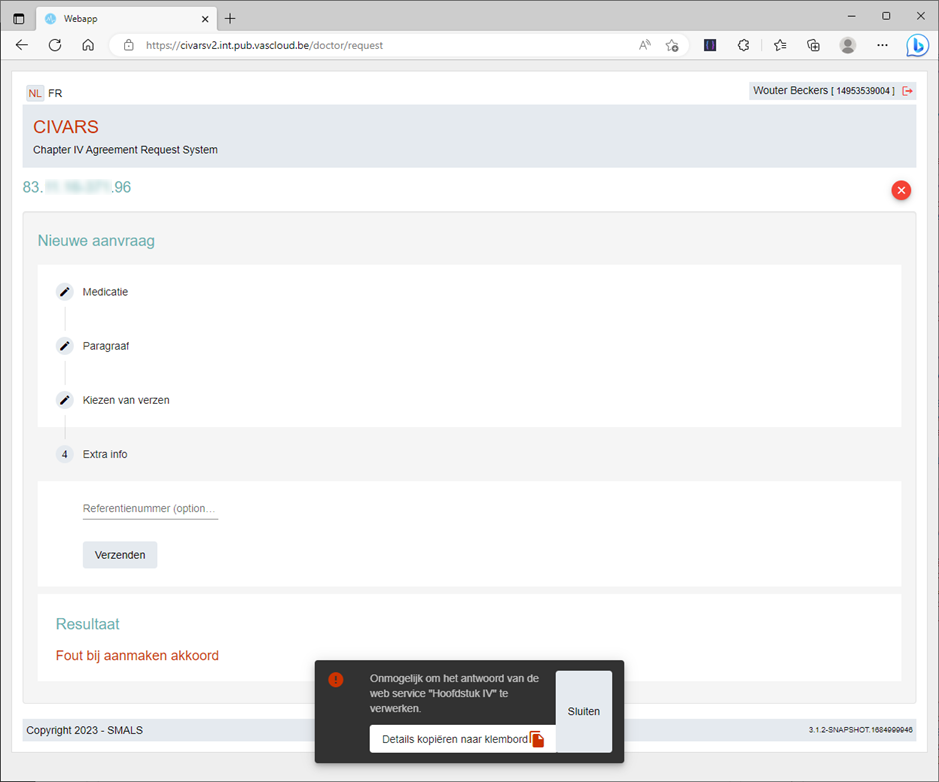 Webapp
https://civarsv2.int.pub.vascloud.be/doctor/request
NL FR
Wouter Beckers [ 14953539004 ]
CIVARS
Chapter IV Agreement Request System
83. .96
Nieuwe aanvraag
Medicatie
Paragraaf
Kiezen van verzen
4 Extra info
Referentienummer (option...
Verzenden
Resultaat
Fout bij aanmaken akkoord
Onmogelijk om het antwoord van de
web service "Hoofdstuk IV" te
verwerken.
Sluiten
Details kopiëren naar klembord
Copyright 2023 - SMALS
3.1.2-SNAPSHOT.1684999946